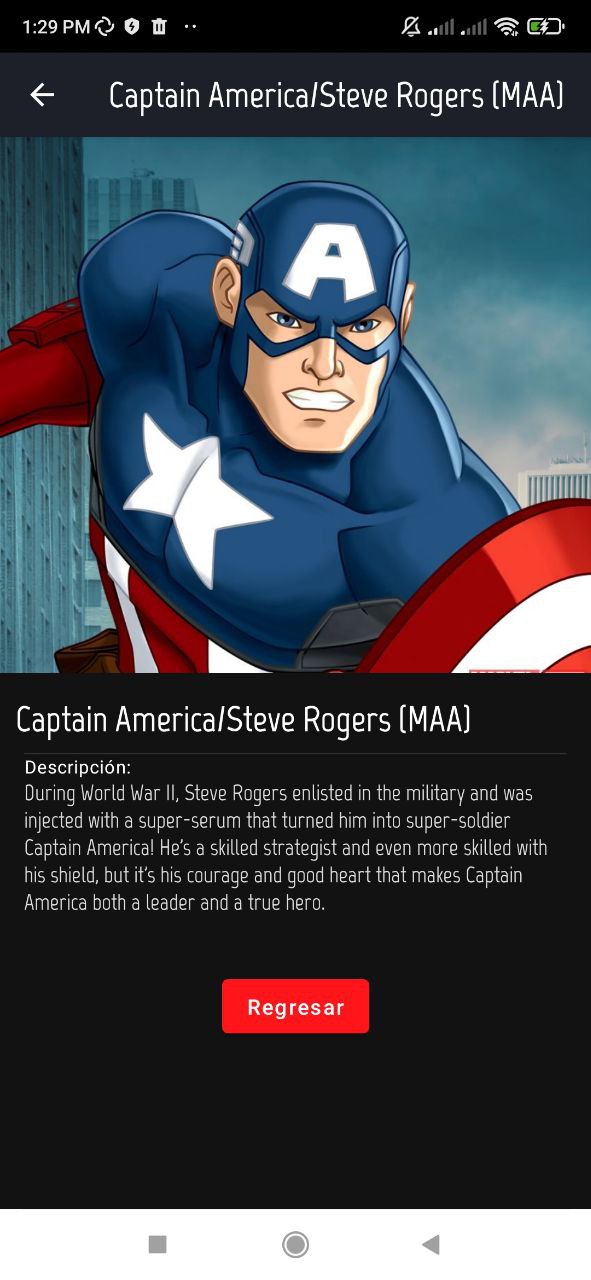 1:29 PM
Captain America/Steve Rogers (MAA)
A
Captain America/Steve Rogers (MAA)
Descripción:
During World War II, Steve Rogers enlisted in the military and was
injected with a super-serum that turned him into super-soldier
Captain America! He's a skilled strategist and even more skilled with
his shield, but it's his courage and good heart that makes Captain
America both a leader and a true hero.
Regresar